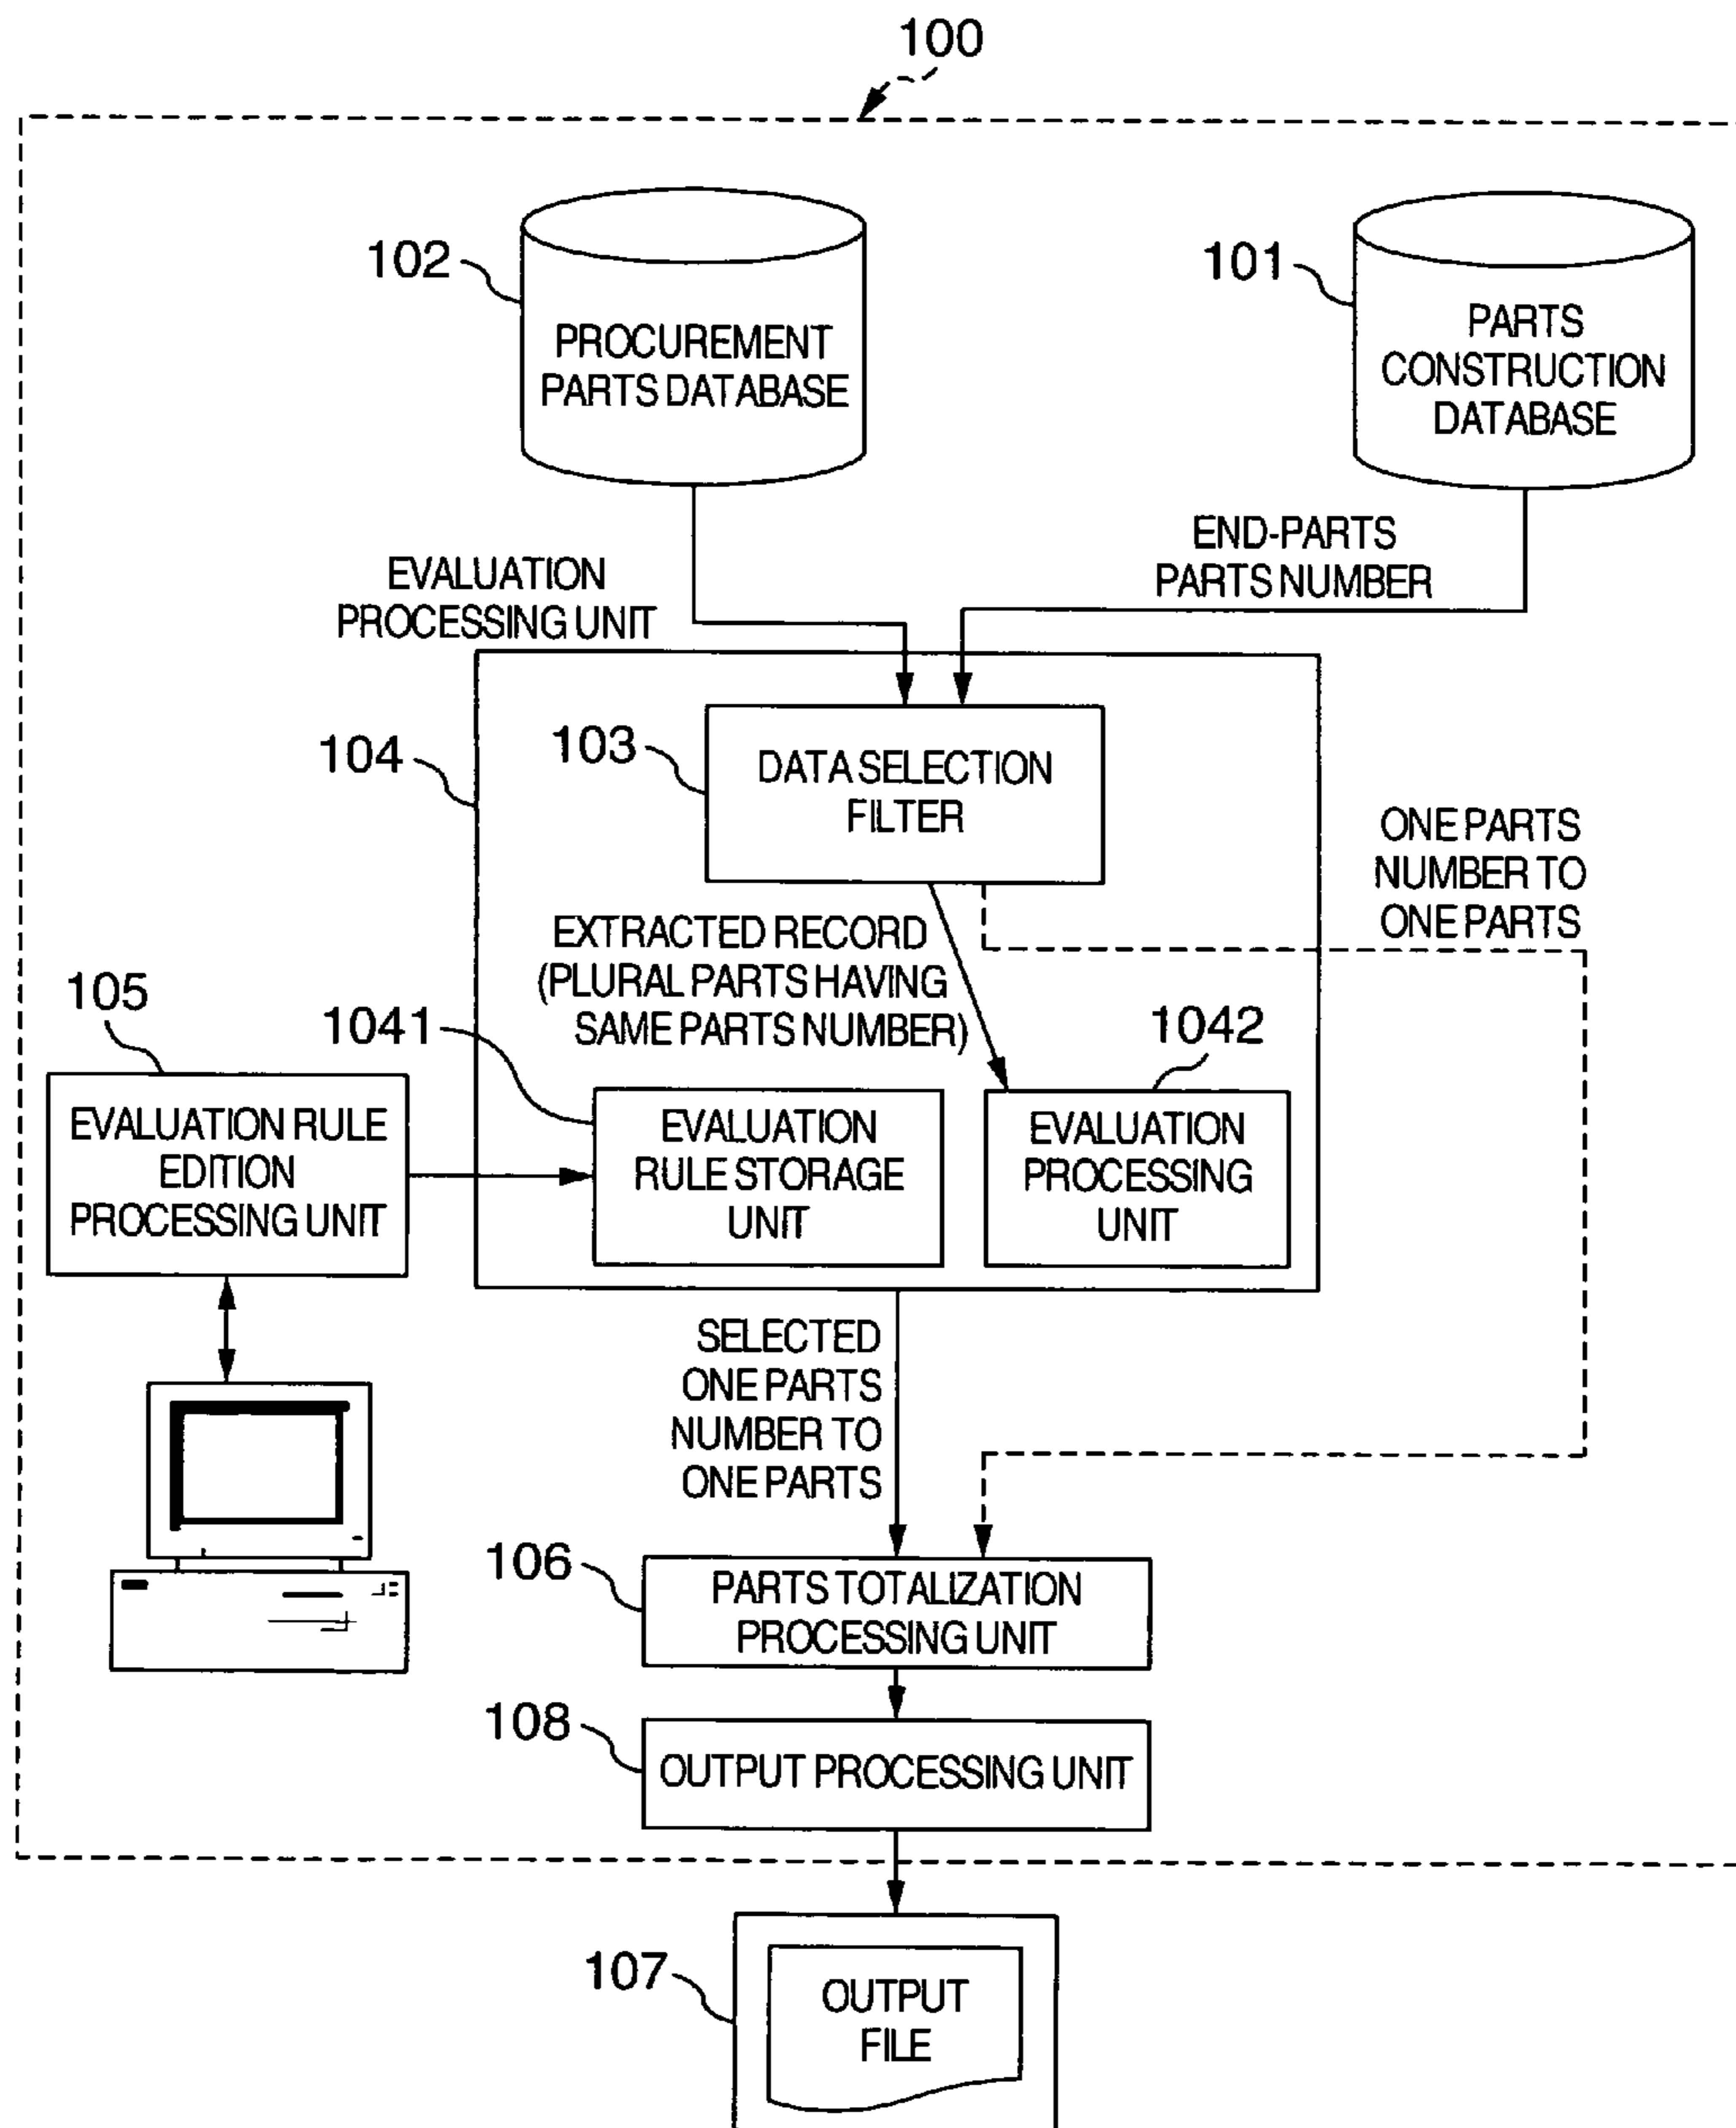 100
102
PROCUREMENT
PARTS DATABASE
101
PARTS
CONSTRUCTION
DATABASE
END-PARTS
PARTS NUMBER
EVALUATION
PROCESSING UNIT
104
103
DATA SELECTION
FILTER
ONE PARTS
NUMBER TO
ONE PARTS
EXTRACTED RECORD
(PLURAL PARTS HAVING
SAME PARTS NUMBER)
105
1041
1042
EVALUATION RULE
EDITION
PROCESSING UNIT
EVALUATION
RULE STORAGE
UNIT
EVALUATION
PROCESSING
UNIT
SELECTED
ONE PARTS
NUMBER TO
ONE PARTS
106
PARTS TOTALIZATION
PROCESSING UNIT
108
OUTPUT PROCESSING UNIT
107
OUTPUT
FILE